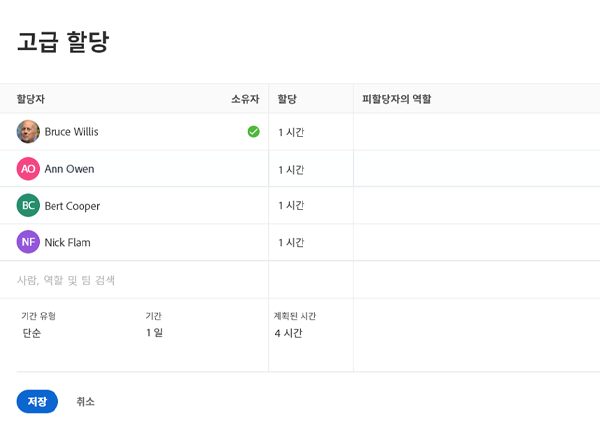 고급 할당
할당자 소유자 할당 피할당자의 역할
Bruce Willis 1 시간
AO Ann Owen 1 시간
BC Bert Cooper 1 시간
NF Nick Flam 1 시간
사람, 역할 및 팀 검색
기간 유형 기간 계획된 시간
단순 1 일 4 시간
저장 취소